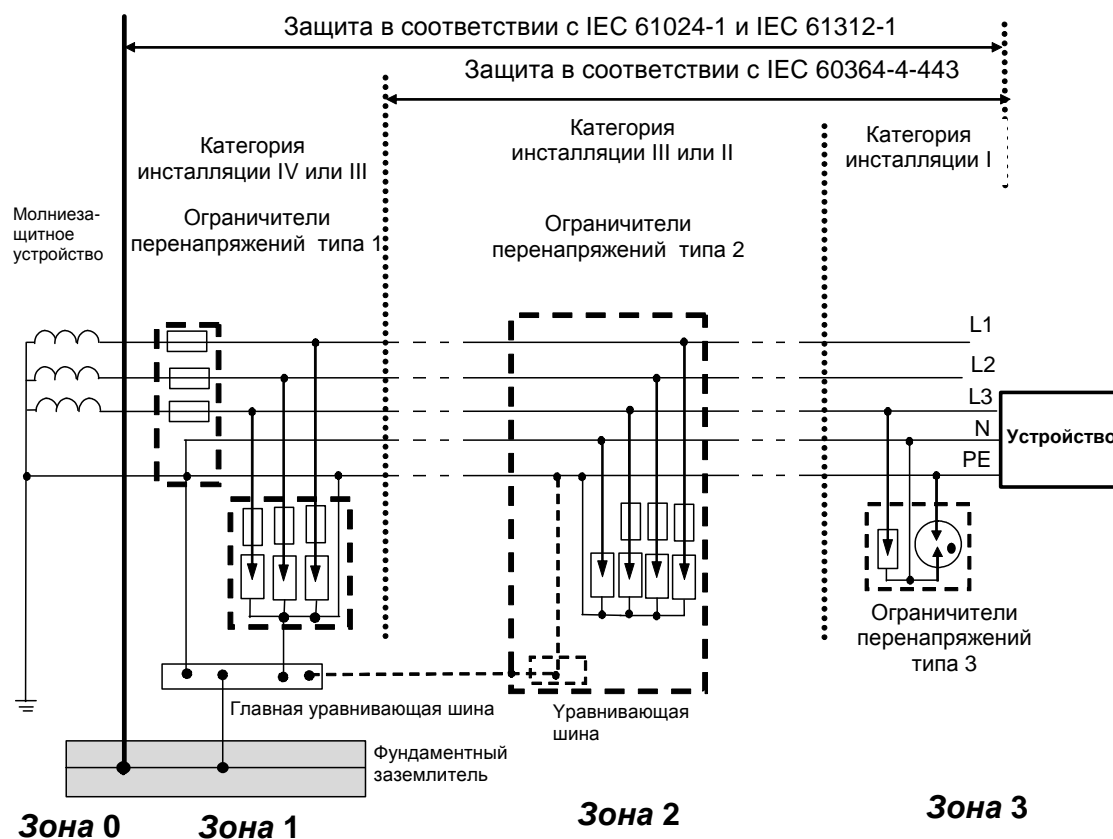 Защита в соответствии с IEC 61024-1 и IEC 61312-1
Защита в соответствии с IEC 60364-4-443
Категория
инсталляции IV или III
Категория
инсталляции III или II
Категория
инсталляции I
Молниеза-
щитное
устройство
Ограничители
перенапряжений типа 1
Ограничители
перенапряжений типа 2
L1
L2
L3
N
PE
Устройство
Ограничители
перенапряжений
типа 3
Главная уравнивающая шина
Уравнивающая
шина
Фундаментный
заземлитель
Зона 0
Зона 1
Зона 2
Зона 3